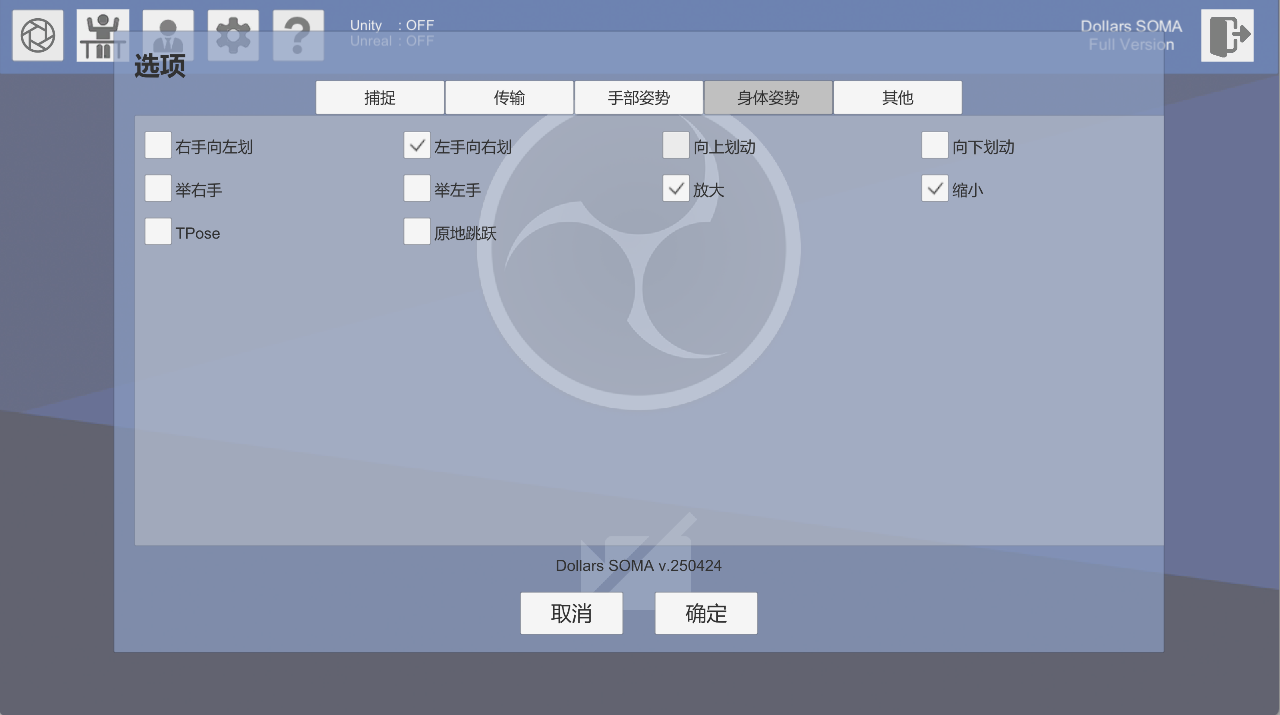 Unity : OFF
Unreal : OFF
Dollars SOMA
Full Version
选项
捕捉 传输 手部姿势 身体姿势 其他
右手向左划 左手向右划 向上划动 向下划动
举右手 举左手 放大 缩小
TPose 原地跳跃
Dollars SOMA v.250424
取消 确定